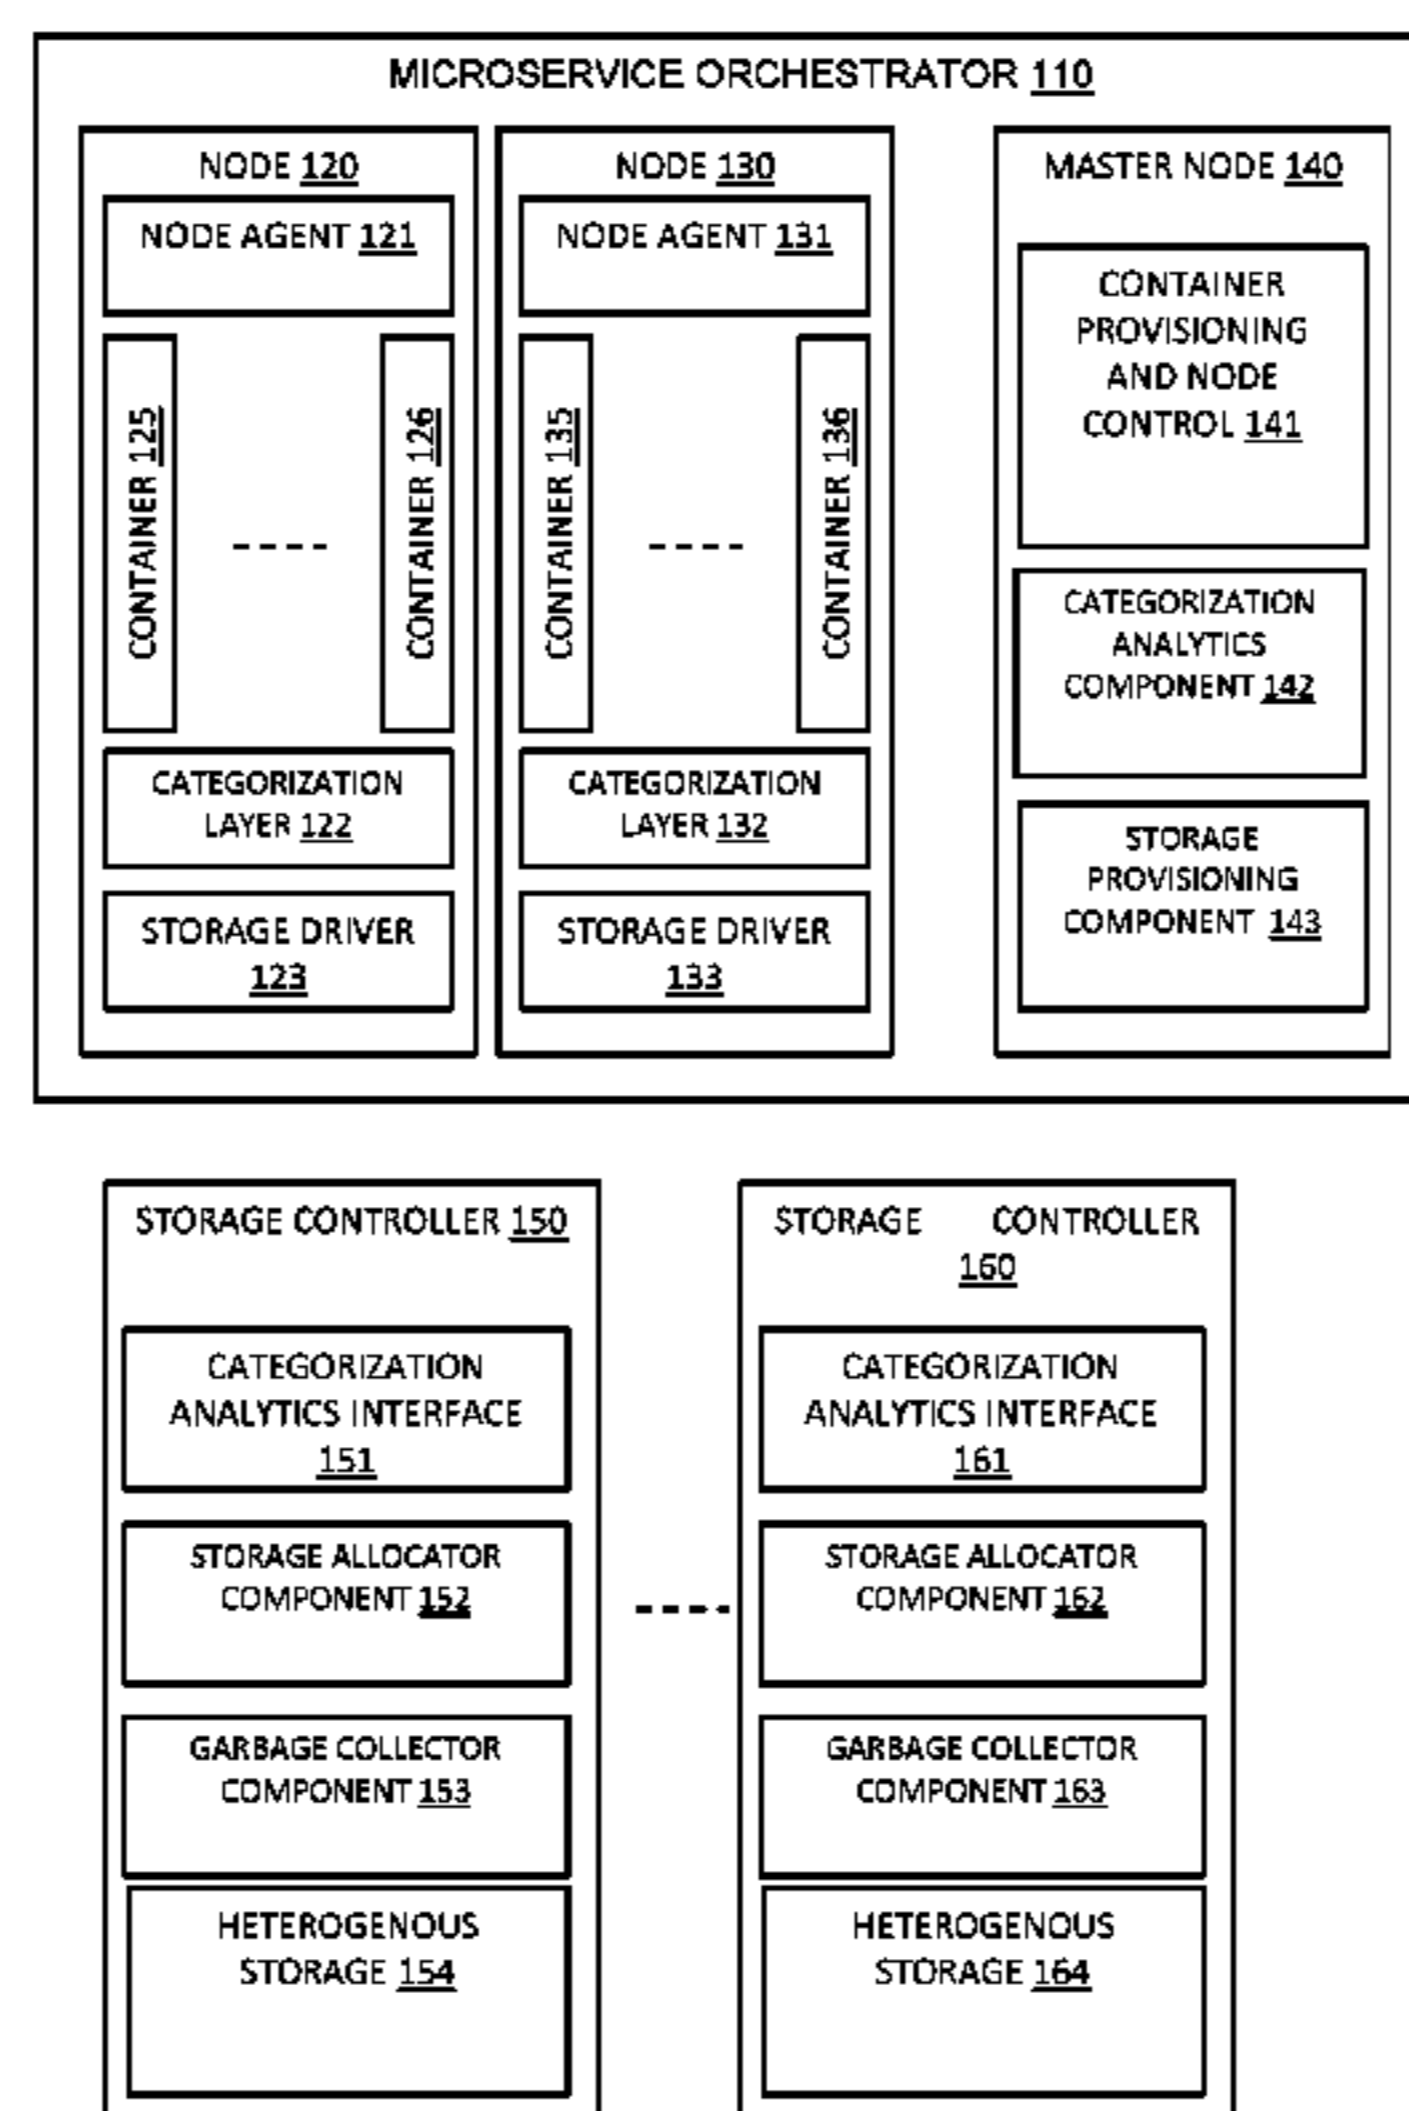 MICROSERVICE ORCHESTRATOR 110
NODE 120
NODE AGENT 121
CONTAINER 125
----
CONTAINER 126
CATEGORIZATION
LAYER 122
STORAGE DRIVER
123
NODE 130
NODE AGENT 131
CONTAINER 135
----
CONTAINER 136
CATEGORIZATION
LAYER 132
STORAGE DRIVER
133
MASTER NODE 140
CONTAINER
PROVISIONING
AND NODE
CONTROL 141
CATEGORIZATION
ANALYTICS
COMPONENT 142
STORAGE
PROVISIONING
COMPONENT 143
STORAGE CONTROLLER 150
CATEGORIZATION
ANALYTICS INTERFACE
151
STORAGE ALLOCATOR
COMPONENT 152
GARBAGE COLLECTOR
COMPONENT 153
HETEROGENOUS
STORAGE 154
----
STORAGE CONTROLLER
160
CATEGORIZATION
ANALYTICS INTERFACE
161
STORAGE ALLOCATOR
COMPONENT 162
GARBAGE COLLECTOR
COMPONENT 163
HETEROGENOUS
STORAGE 164